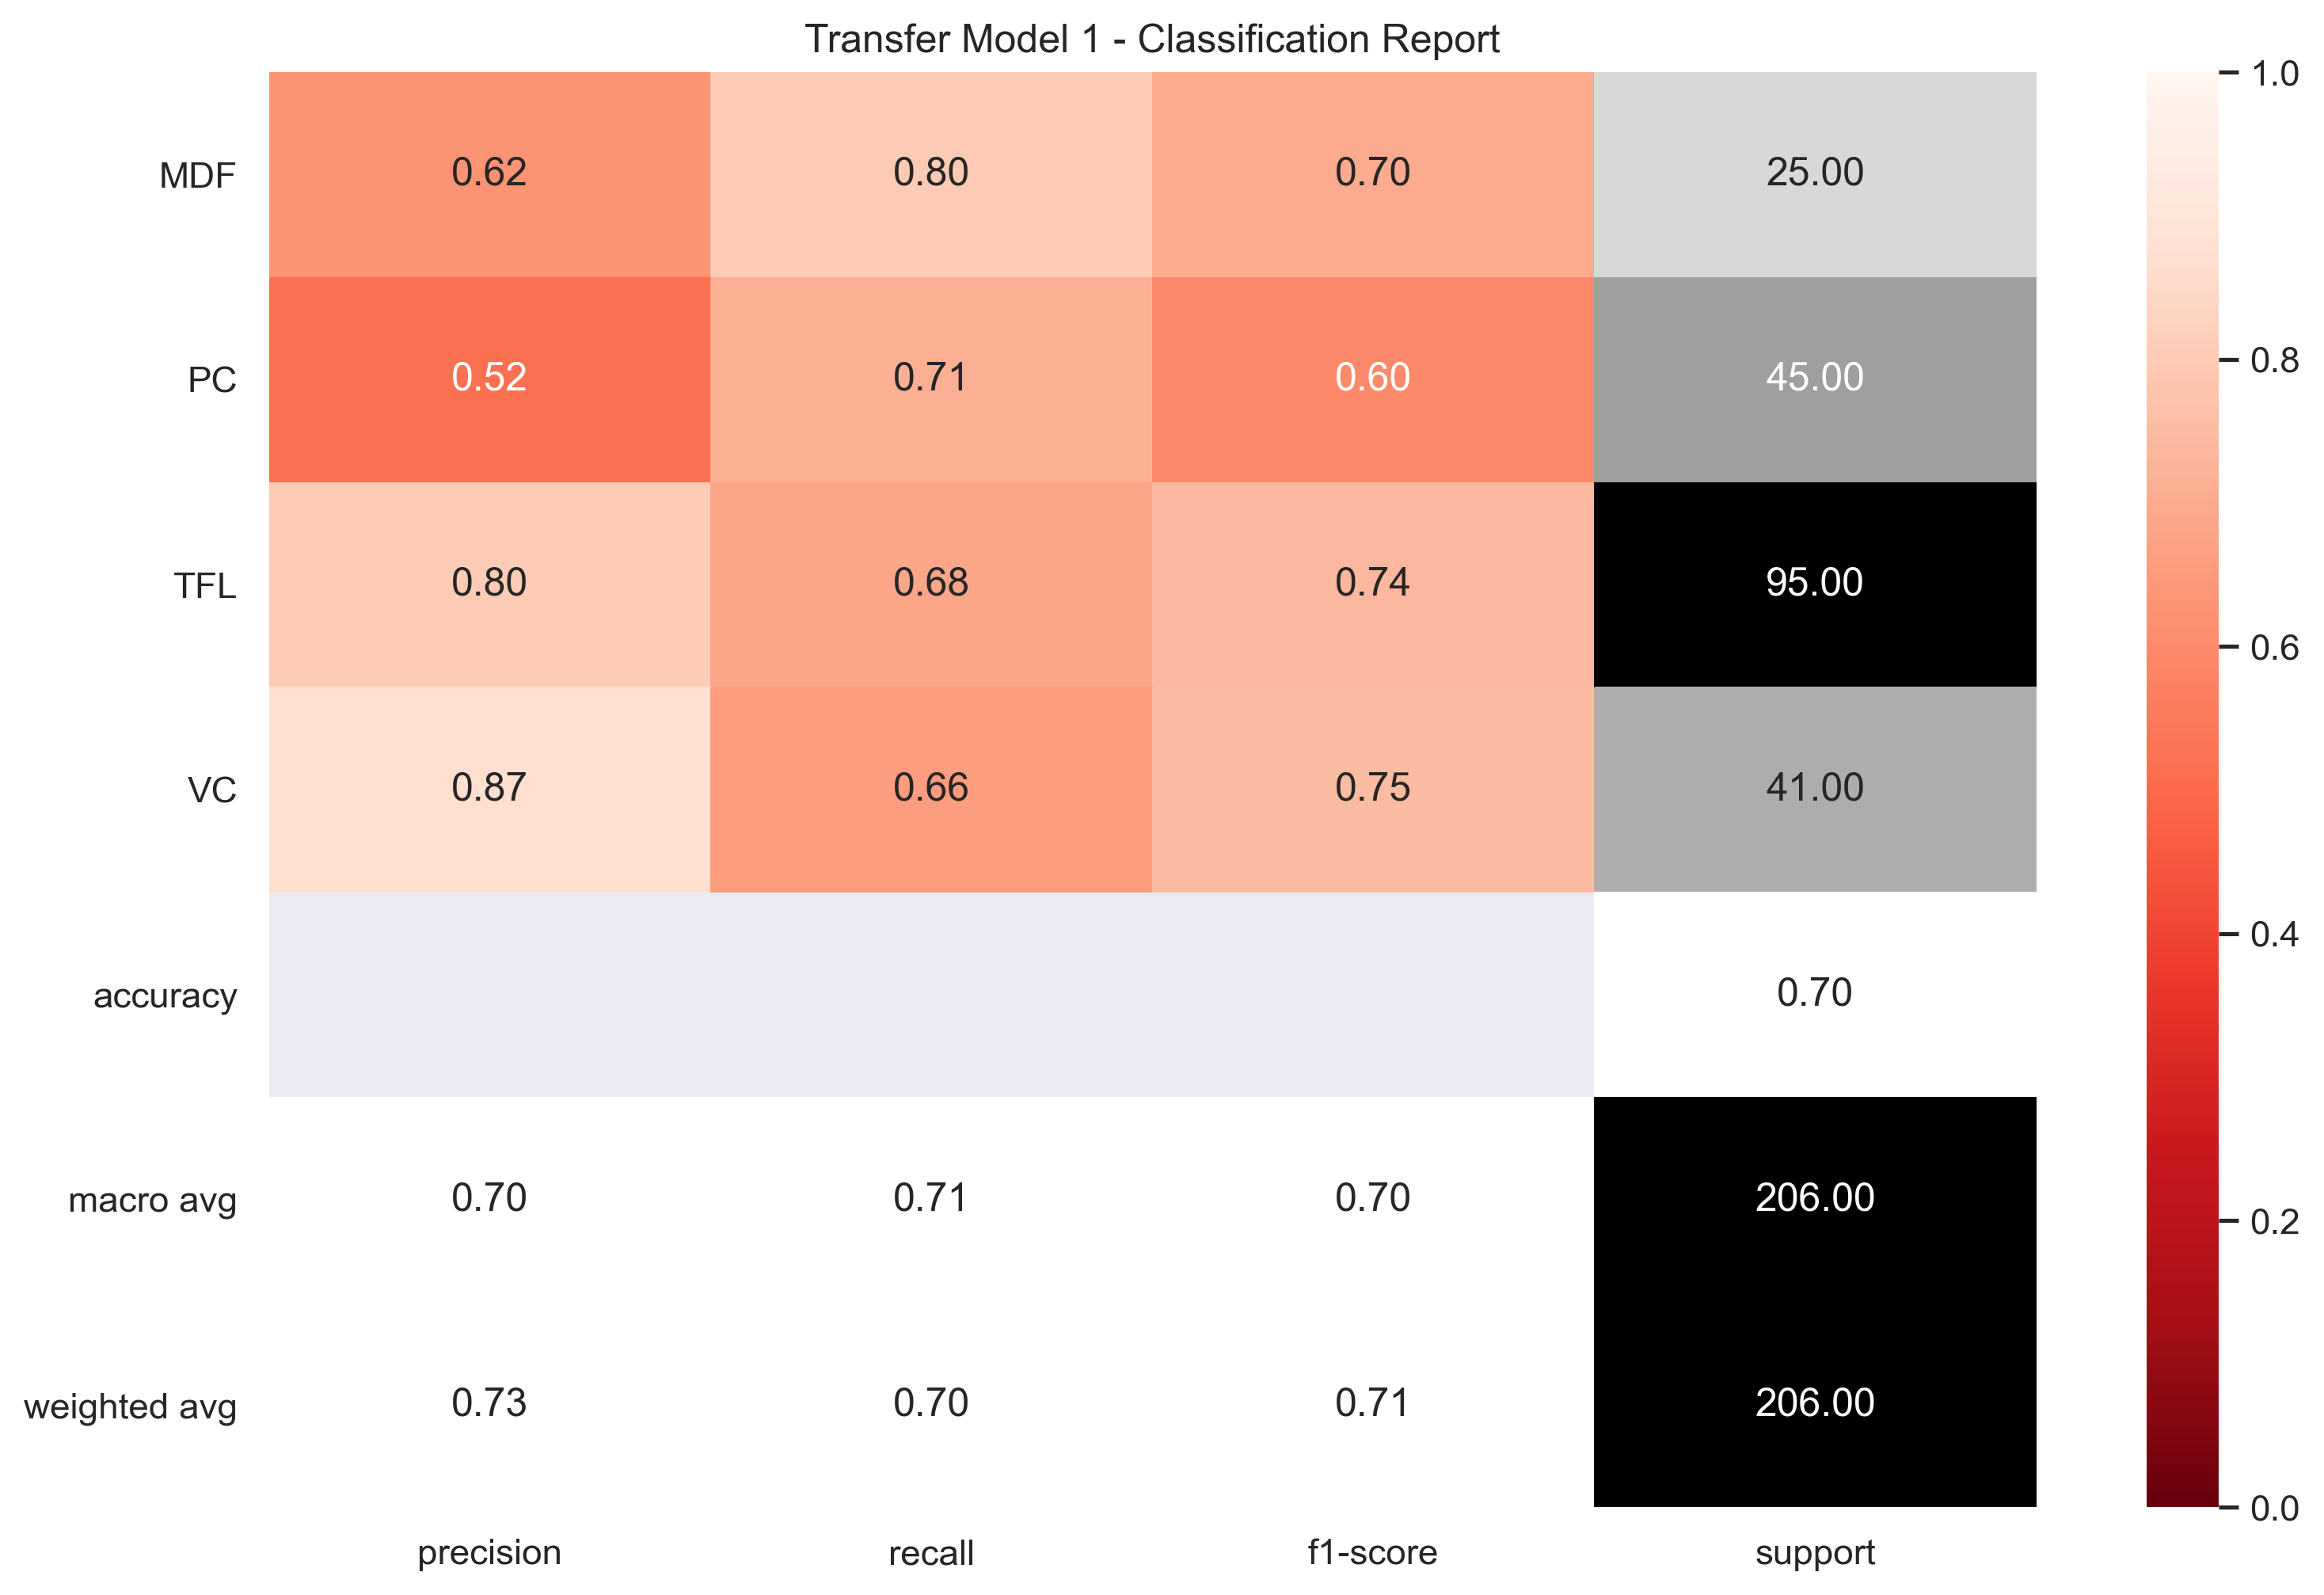 Transfer Model 1 - Classification Report
MDF 0.62 0.80 0.70 25.00
PC 0.52 0.71 0.60 45.00
TFL 0.80 0.68 0.74 95.00
VC 0.87 0.66 0.75 41.00
accuracy 0.70
macro avg 0.70 0.71 0.70 206.00
weighted avg 0.73 0.70 0.71 206.00
precision recall f1-score support
1.0
0.8
0.6
0.4
0.2
0.0